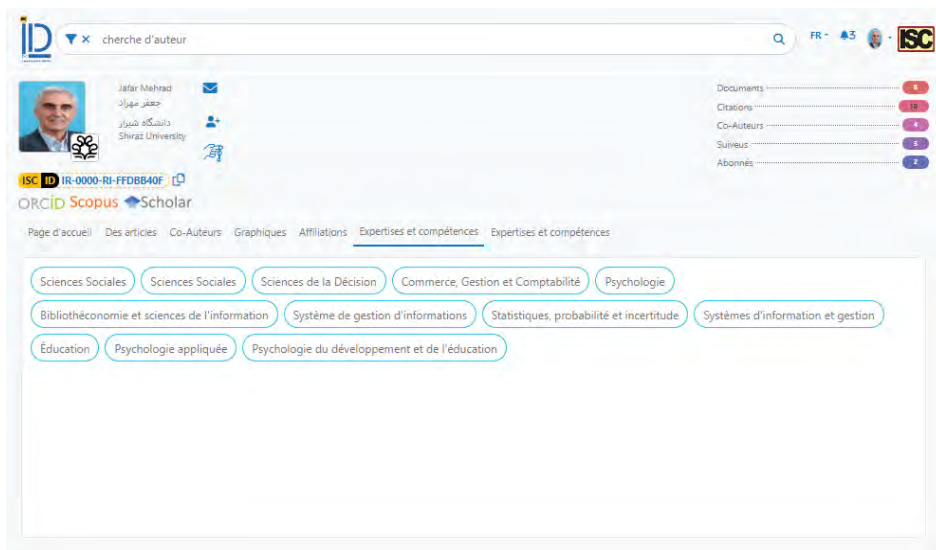 ID cherche d'auteur FR 3 ISC
Jafar Mehrad
جعفر مهراد
دانشگاه شیراز
Shiraz University
Documents
Citations 10
Co-Auteurs 4
Suiveus 5
Abonnés 2
ISC ID IR-0000-RI-FFDBB40F
ORCID Scopus Scholar
Page d'accueil Des articles Co-Auteurs Graphiques Affiliations Expertises et compétences Expertises et compétences
Sciences Sociales Sciences Sociales Sciences de la Décision Commerce, Gestion et Comptabilité Psychologie
Bibliothéconomie et sciences de l'information Système de gestion d'informations Statistiques, probabilité et incertitude Systèmes d'information et gestion
Éducation Psychologie appliquée Psychologie du développement et de l'éducation